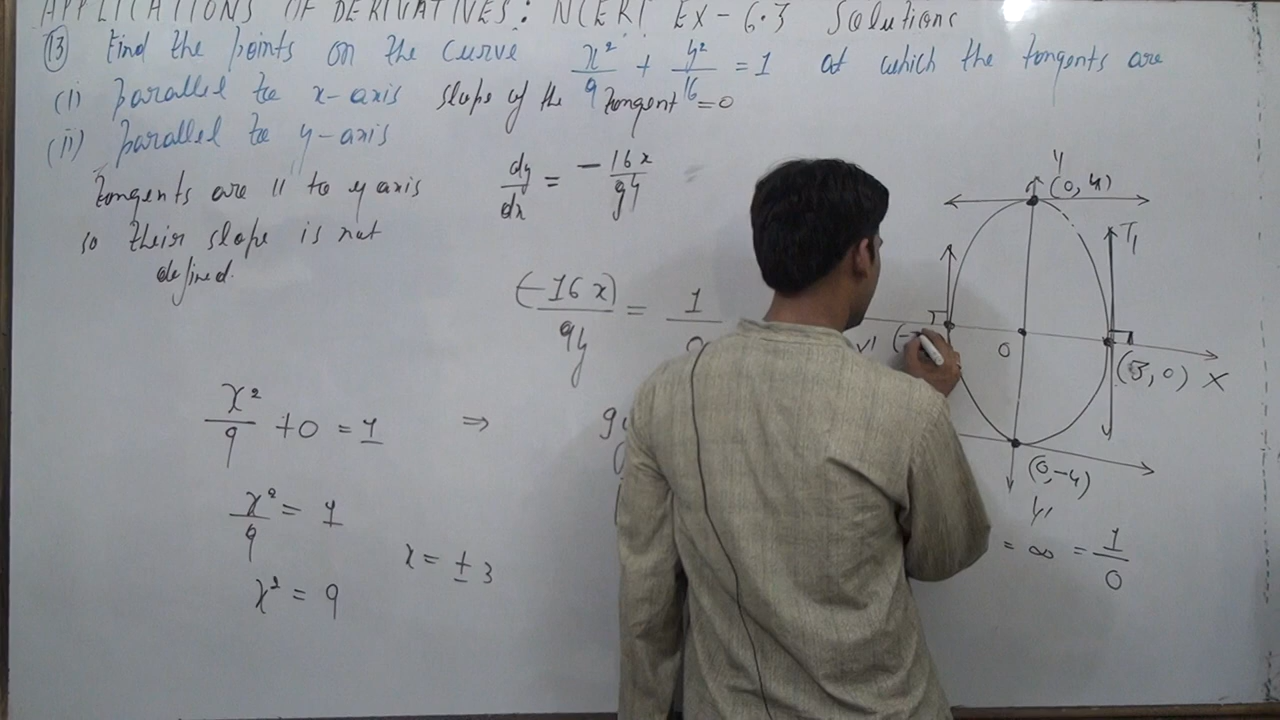 APPLICATIONS OF DERIVATIVES: NCERT EX-6.3 Solutions
(13) Find the points on the curve x²/9 + y²/16 = 1 at which the tangents are
(i) parallel to x-axis slope of the tangent = 0
(ii) parallel to y-axis
Tangents are || to y axis
so their slope is not
defined.
dy/dx = -16x/9y
(-16x)/9y = 1
x²/9 + 0 = 1 ⇒
x²/9 = 1
x² = 9
x = ± 3
Y
(0, 4)
T1
O
(3, 0) X
X'
(0, -4)
Y'
= ∞ = 1/0